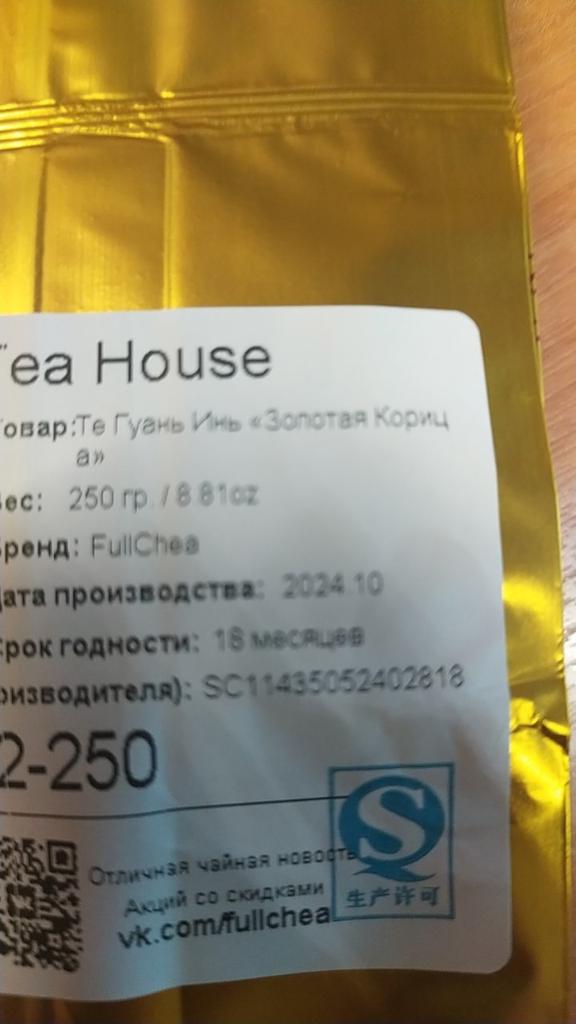 Tea House
Товар:Те Гуань Инь «Золотая Кориц
а»
Вес: 250 гр. / 8.81oz
Бренд: FullChea
Дата производства: 2024.10
Срок годности: 18 месяцев
оизводителя): SC11435052402818
2-250
Отличная чайная новость
Акций со скидками
vk.com/fullchea
生产许可